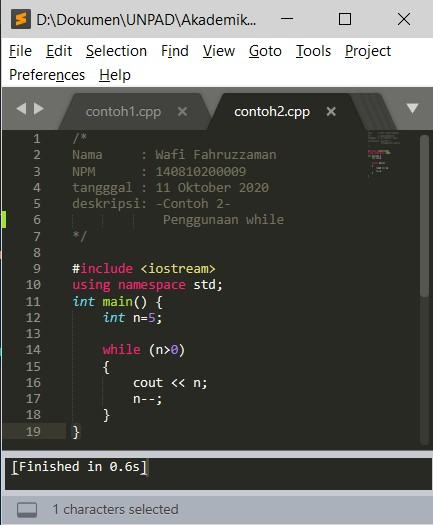 D:\Dokumen\UNPAD\Akademik...
File Edit Selection Find View Goto Tools Project
Preferences Help
contoh1.cpp × contoh2.cpp ×
1 /*
2 Nama     : Wafi Fahruzzaman
3 NPM      : 140810200009
4 tangggal : 11 Oktober 2020
5 deskripsi: -Contoh 2-
6             Penggunaan while
7 */
8
9 #include <iostream>
10 using namespace std;
11 int main() {
12     int n=5;
13
14     while (n>0)
15     {
16         cout << n;
17         n--;
18     }
19 }
[Finished in 0.6s]
1 characters selected